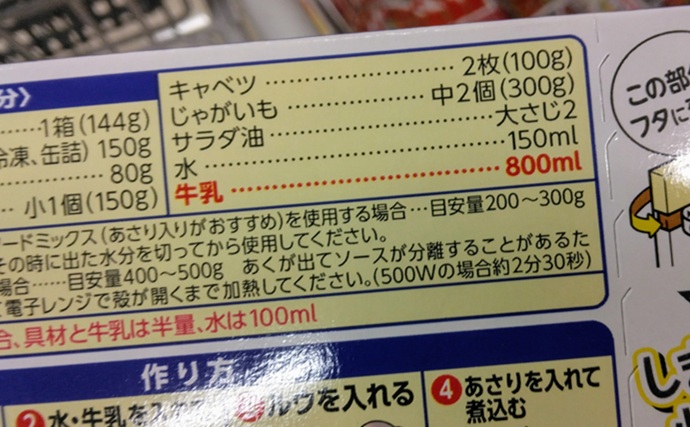 分〉
……1箱(144g)
冷凍、缶詰) 150g
……80g
… 小1個(150g)
キャベツ………………2枚(100g)
じゃがいも…………中2個(300g)
サラダ油………………大さじ2
水………………………150ml
牛乳……………………800ml
ードミックス(あさり入りがおすすめ)を使用する場合…目安量200～300g
その時に出た水分を切ってから使用してください。
場合……目安量400～500g あくが出てソースが分離することがあるた
電子レンジで殻が開くまで加熱してください。(500Wの場合約2分30秒)
合、具材と牛乳は半量、水は100ml
作り方
2 水・牛乳を入
ルウを入れる
4 あさりを入れて
煮込む
この部
フタに